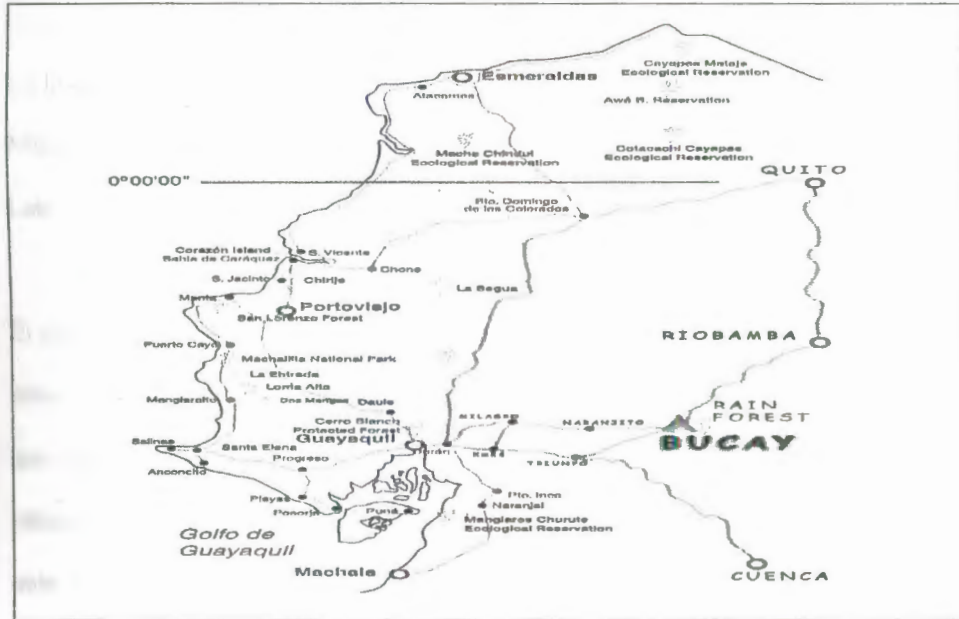 Cayapas Mataje
Ecological Reservation
Esmeraldas
Atacames
Awá R. Reservation
Mache Chindul
Ecological Reservation
Cotacachi Cayapas
Ecological Reservation
0°00'00"
QUITO
Sto. Domingo
de los Colorados
Corazón Island
S. Vicente
Bahia de Caráquez
Chone
S. Jacinto
Chirije
La Segua
Manta
Portoviejo
San Lorenzo Forest
RIOBAMBA
Puerto Cayo
Machalilla National Park
La Entrada
Loma Alta
Manglaralto
Dos Mangas
Daule
RAIN
FOREST
MILAGRO
NARANJITO
Cerro Blanch
Protected Forest
Salinas
Guayaquil
Durán
BUCAY
Santa Elena
Progreso
TRIUNFO
Anconcito
Playas
Pto. Inca
Posorja
Puná
Naranjal
Manglares Churute
Ecological Reservation
Golfo de
Guayaquil
Machala
CUENCA